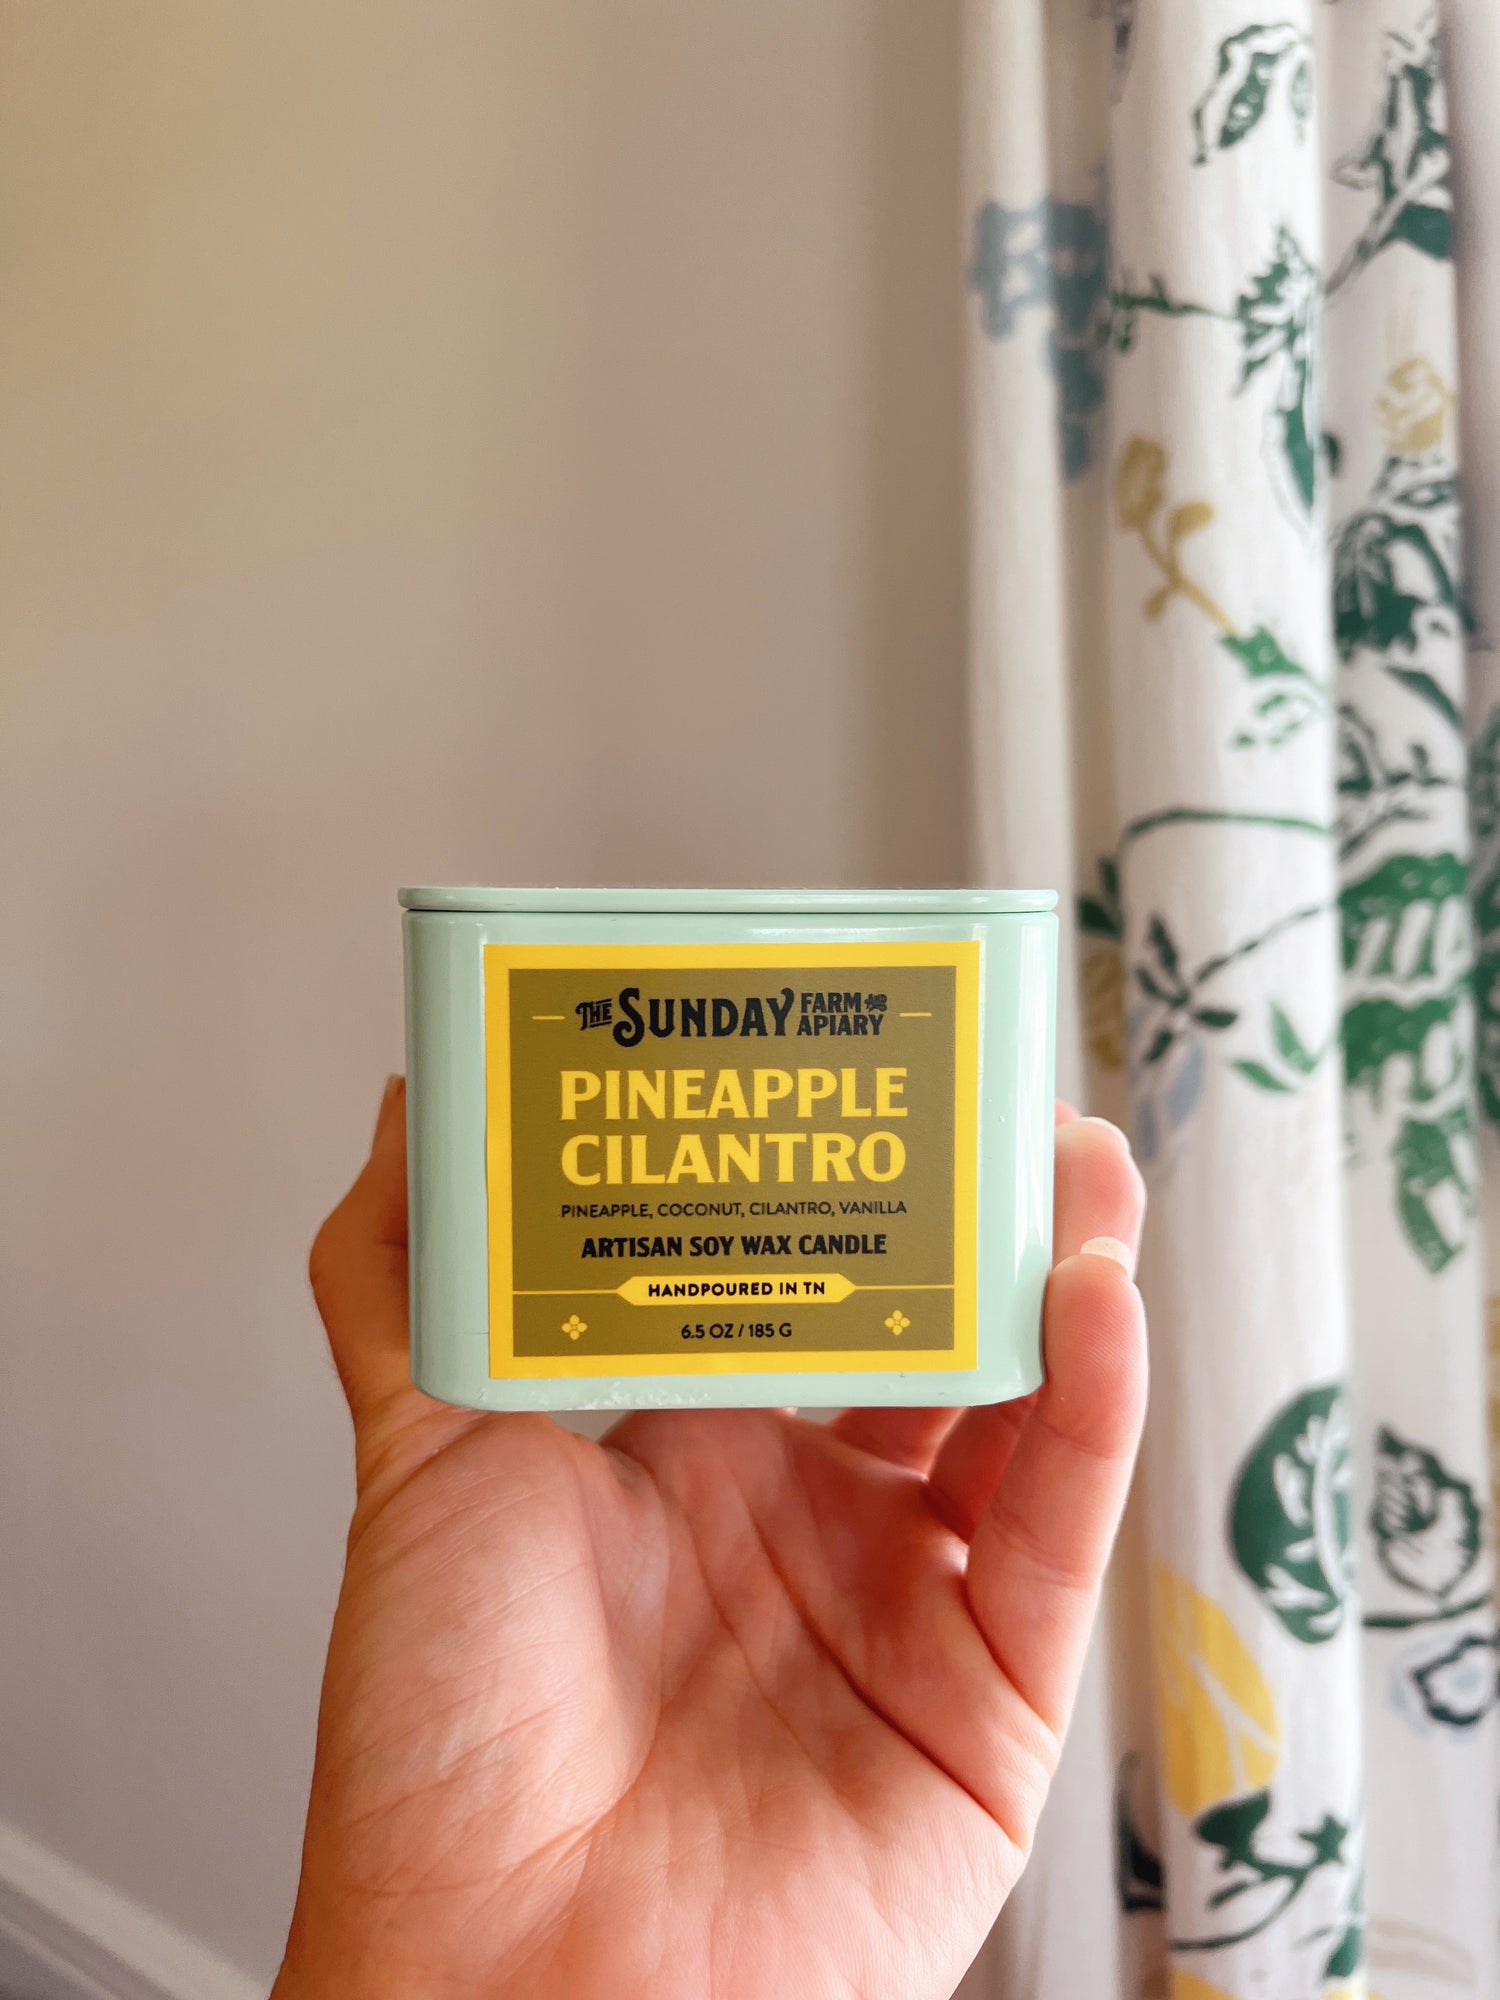 THE SUNDAY FARM AND APIARY
PINEAPPLE
CILANTRO
PINEAPPLE, COCONUT, CILANTRO, VANILLA
ARTISAN SOY WAX CANDLE
HANDPOURED IN TN
6.5 OZ / 185 G